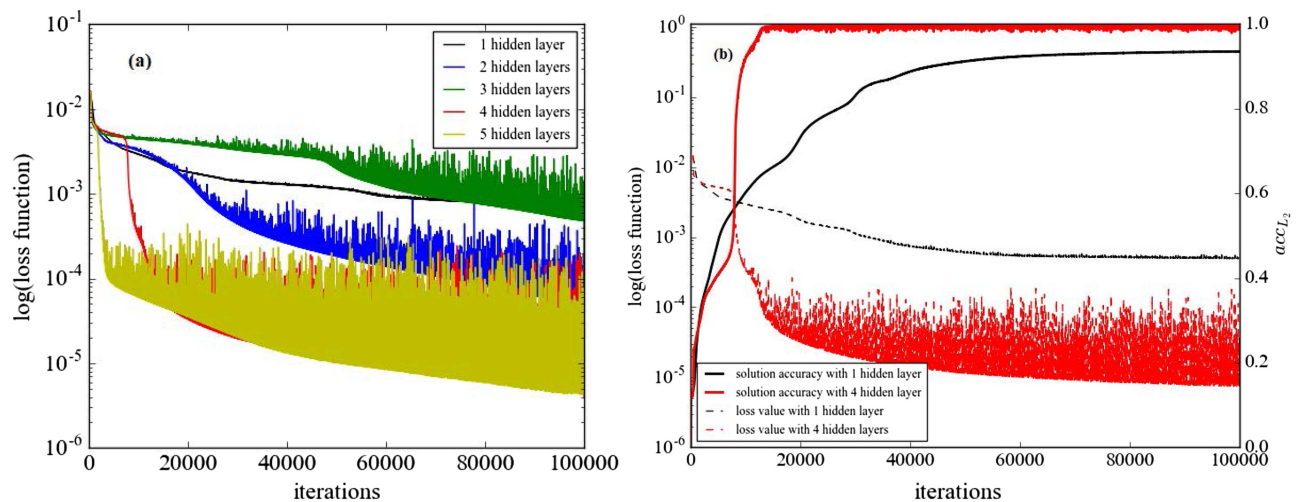 (a)
log(loss function)
10^-1
10^-2
10^-3
10^-4
10^-5
10^-6
1 hidden layer
2 hidden layers
3 hidden layers
4 hidden layers
5 hidden layers
0 20000 40000 60000 80000 100000
iterations
(b)
log(loss function)
10^0
10^-1
10^-2
10^-3
10^-4
10^-5
10^-6
1.0
0.8
0.6
0.4
0.2
0.0
acc_{L_2}
solution accuracy with 1 hidden layer
solution accuracy with 4 hidden layer
loss value with 1 hidden layer
loss value with 4 hidden layers
0 20000 40000 60000 80000 100000
iterations